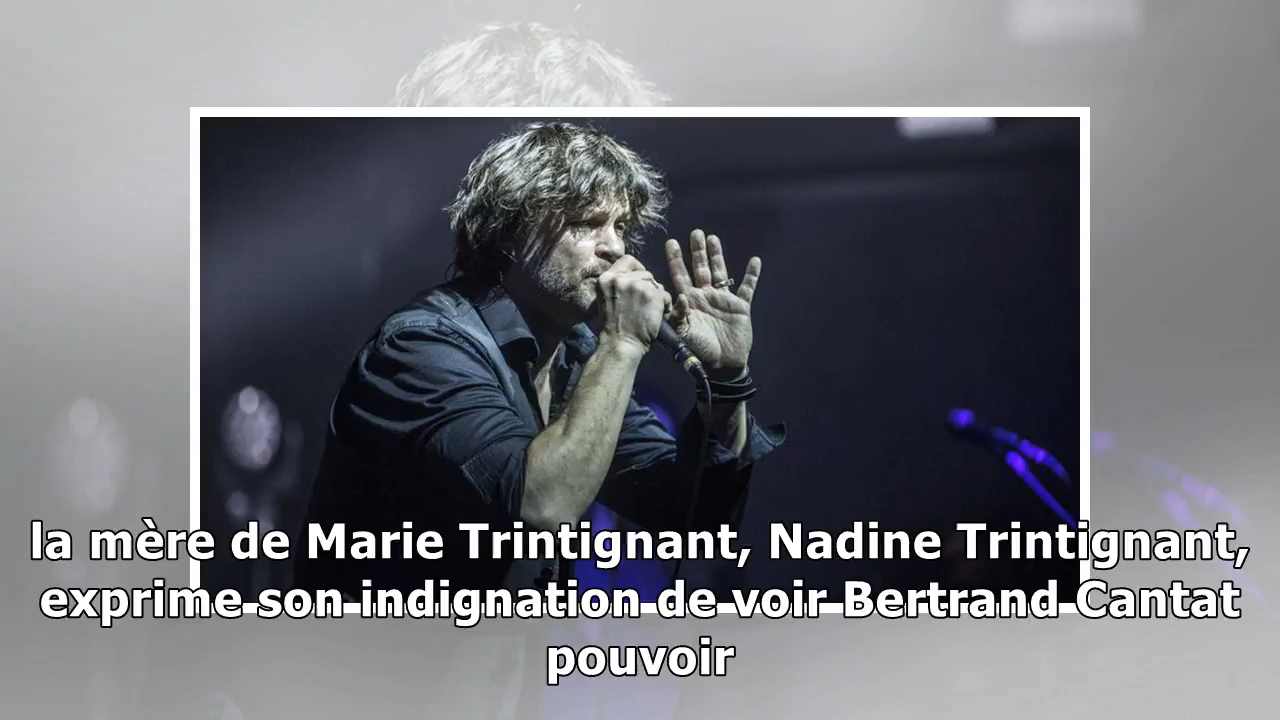 la mère de Marie Trintignant, Nadine Trintignant,
exprime son indignation de voir Bertrand Cantat
pouvoir